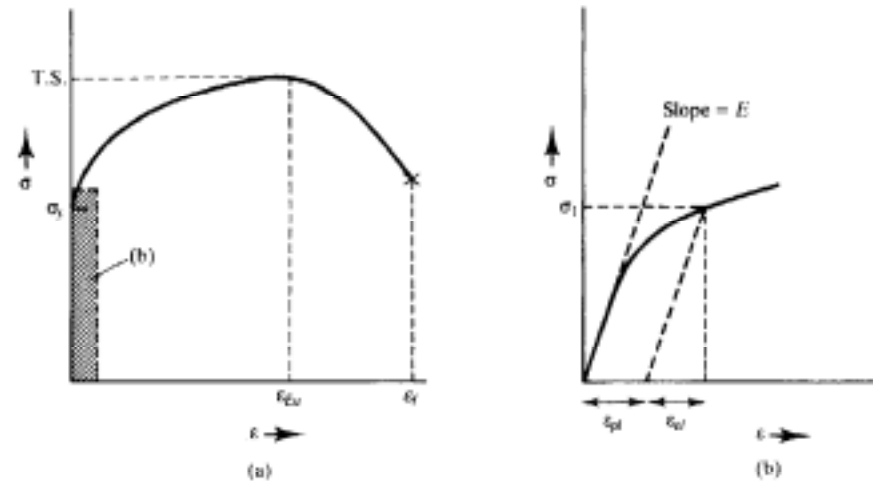 T.S.
σ
σy
(b)
εEu
εf
ε
(a)
Slope = E
σ
σ1
εpl
εel
ε
(b)